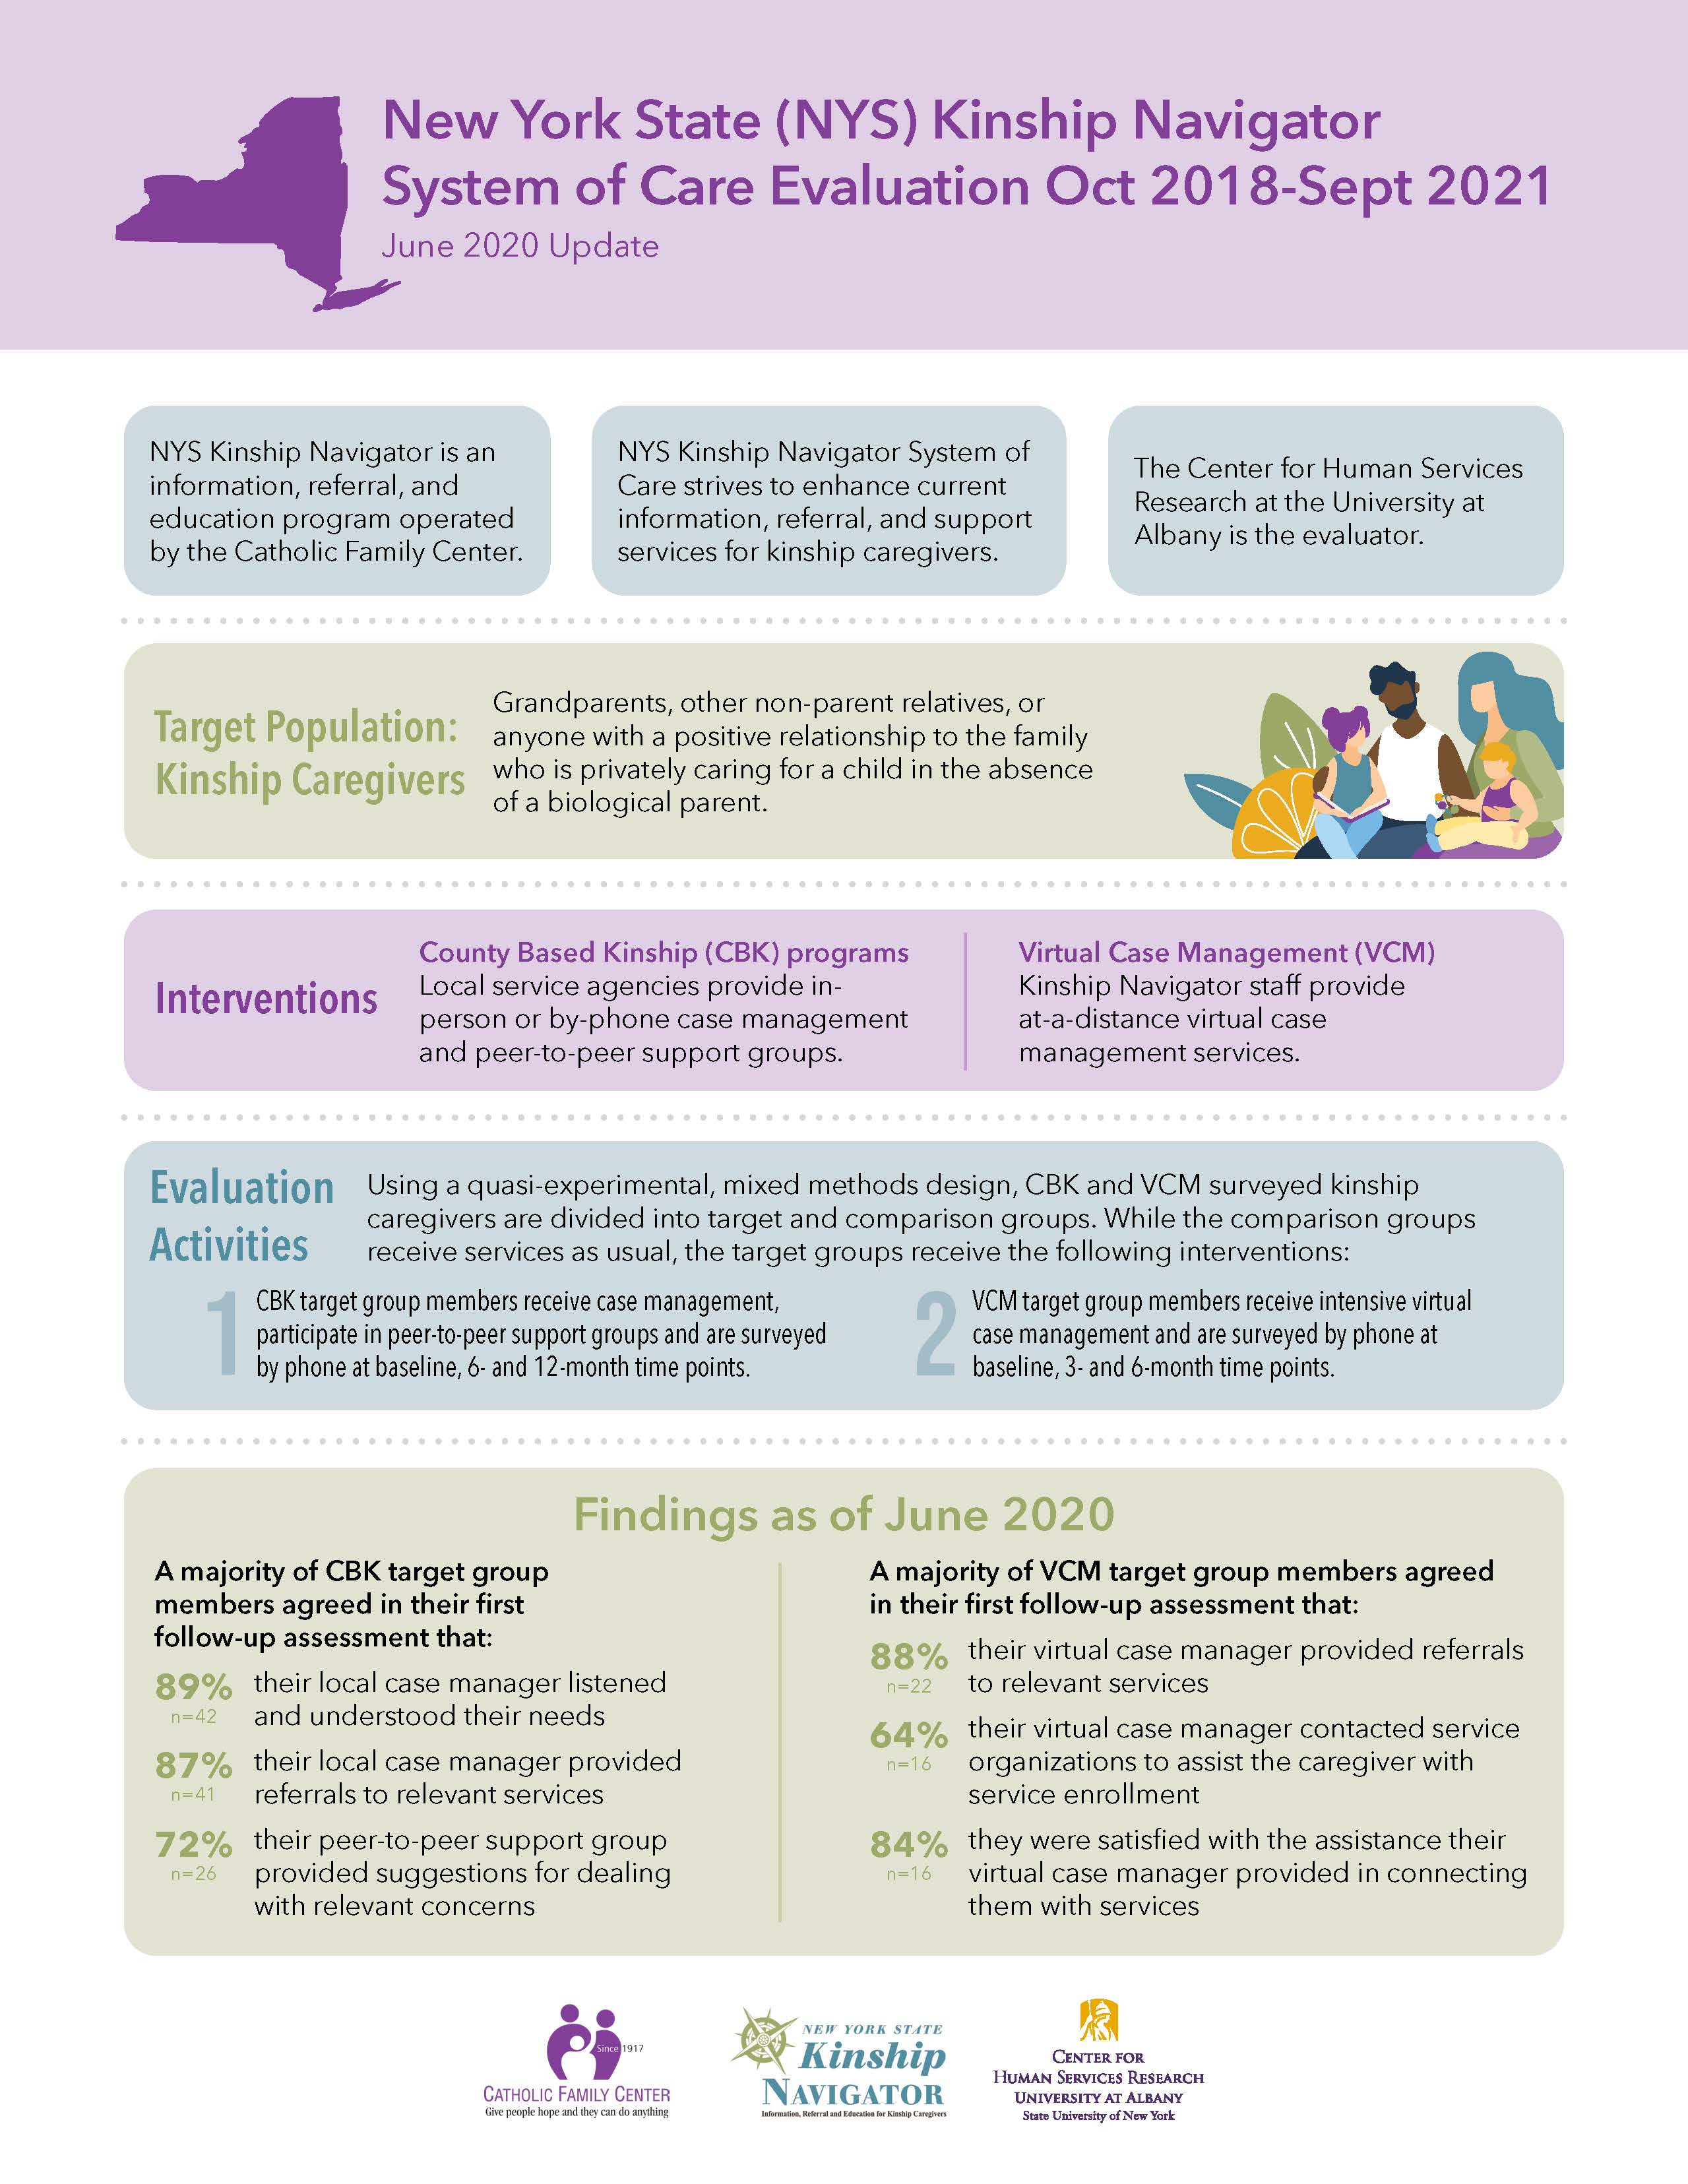 New York State (NYS) Kinship Navigator
System of Care Evaluation Oct 2018-Sept 2021
June 2020 Update
NYS Kinship Navigator is an
information, referral, and
education program operated
by the Catholic Family Center.
NYS Kinship Navigator System of
Care strives to enhance current
information, referral, and support
services for kinship caregivers.
The Center for Human Services
Research at the University at
Albany is the evaluator.
Target Population:
Kinship Caregivers
Grandparents, other non-parent relatives, or
anyone with a positive relationship to the family
who is privately caring for a child in the absence
of a biological parent.
Interventions
County Based Kinship (CBK) programs
Local service agencies provide in-
person or by-phone case management
and peer-to-peer support groups.
Virtual Case Management (VCM)
Kinship Navigator staff provide
at-a-distance virtual case
management services.
Evaluation
Activities
Using a quasi-experimental, mixed methods design, CBK and VCM surveyed kinship
caregivers are divided into target and comparison groups. While the comparison groups
receive services as usual, the target groups receive the following interventions:
1
CBK target group members receive case management,
participate in peer-to-peer support groups and are surveyed
by phone at baseline, 6- and 12-month time points.
2
VCM target group members receive intensive virtual
case management and are surveyed by phone at
baseline, 3- and 6-month time points.
Findings as of June 2020
A majority of CBK target group
members agreed in their first
follow-up assessment that:
89%
n=42
their local case manager listened
and understood their needs
87%
n=41
their local case manager provided
referrals to relevant services
72%
n=26
their peer-to-peer support group
provided suggestions for dealing
with relevant concerns
A majority of VCM target group members agreed
in their first follow-up assessment that:
88%
n=22
their virtual case manager provided referrals
to relevant services
64%
n=16
their virtual case manager contacted service
organizations to assist the caregiver with
service enrollment
84%
n=16
they were satisfied with the assistance their
virtual case manager provided in connecting
them with services
Since 1917
CATHOLIC FAMILY CENTER
Give people hope and they can do anything
NEW YORK STATE
Kinship
NAVIGATOR
Information, Referral and Education for Kinship Caregivers
CENTER FOR
HUMAN SERVICES RESEARCH
UNIVERSITY AT ALBANY
State University of New York